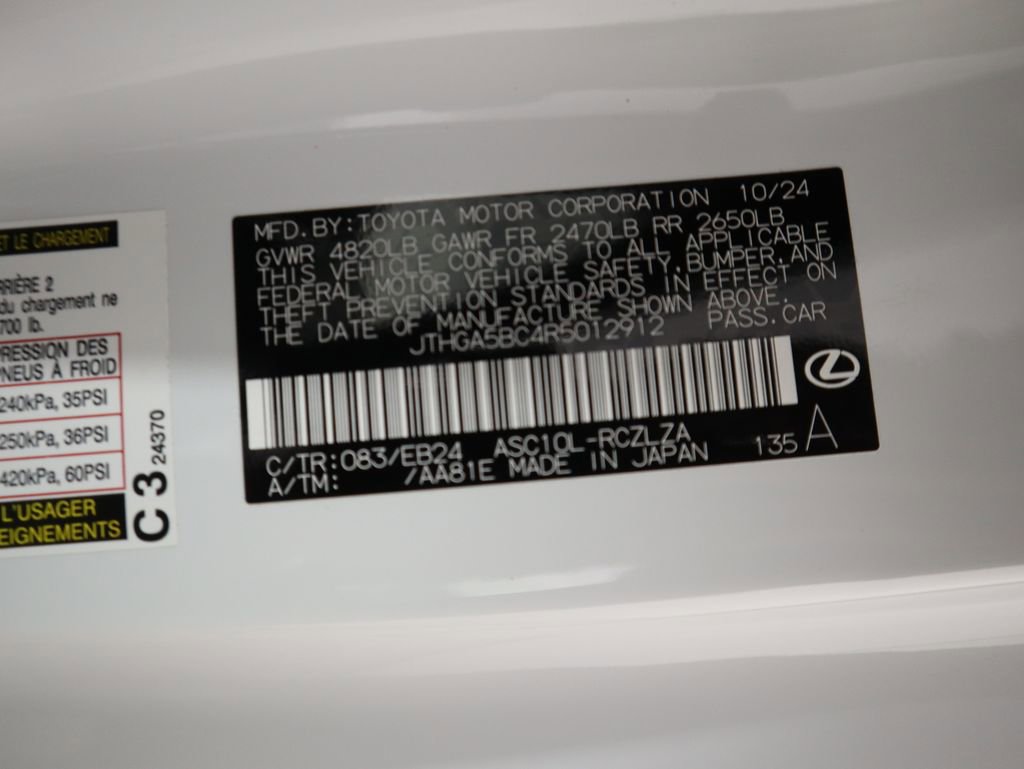 ET LE CHARGEMENT
RIÈRE 2
du chargement ne
700 lb.
PRESSION DES
PNEUS À FROID
240kPa, 35PSI
250kPa, 36PSI
420kPa, 60PSI
L'USAGER
EIGNEMENTS
C 3 24370
MFD. BY: TOYOTA MOTOR CORPORATION 10/24
GVWR 4820LB GAWR FR 2470LB RR 2650LB
THIS VEHICLE CONFORMS TO ALL APPLICABLE
FEDERAL MOTOR VEHICLE SAFETY, BUMPER, AND
THEFT PREVENTION STANDARDS IN EFFECT ON
THE DATE OF MANUFACTURE SHOWN ABOVE.
JTHGA5BC4R5012912 PASS. CAR
C/TR: 083/EB24 ASC10L-RCZLZA
A/TM: /AA81E MADE IN JAPAN 135 A